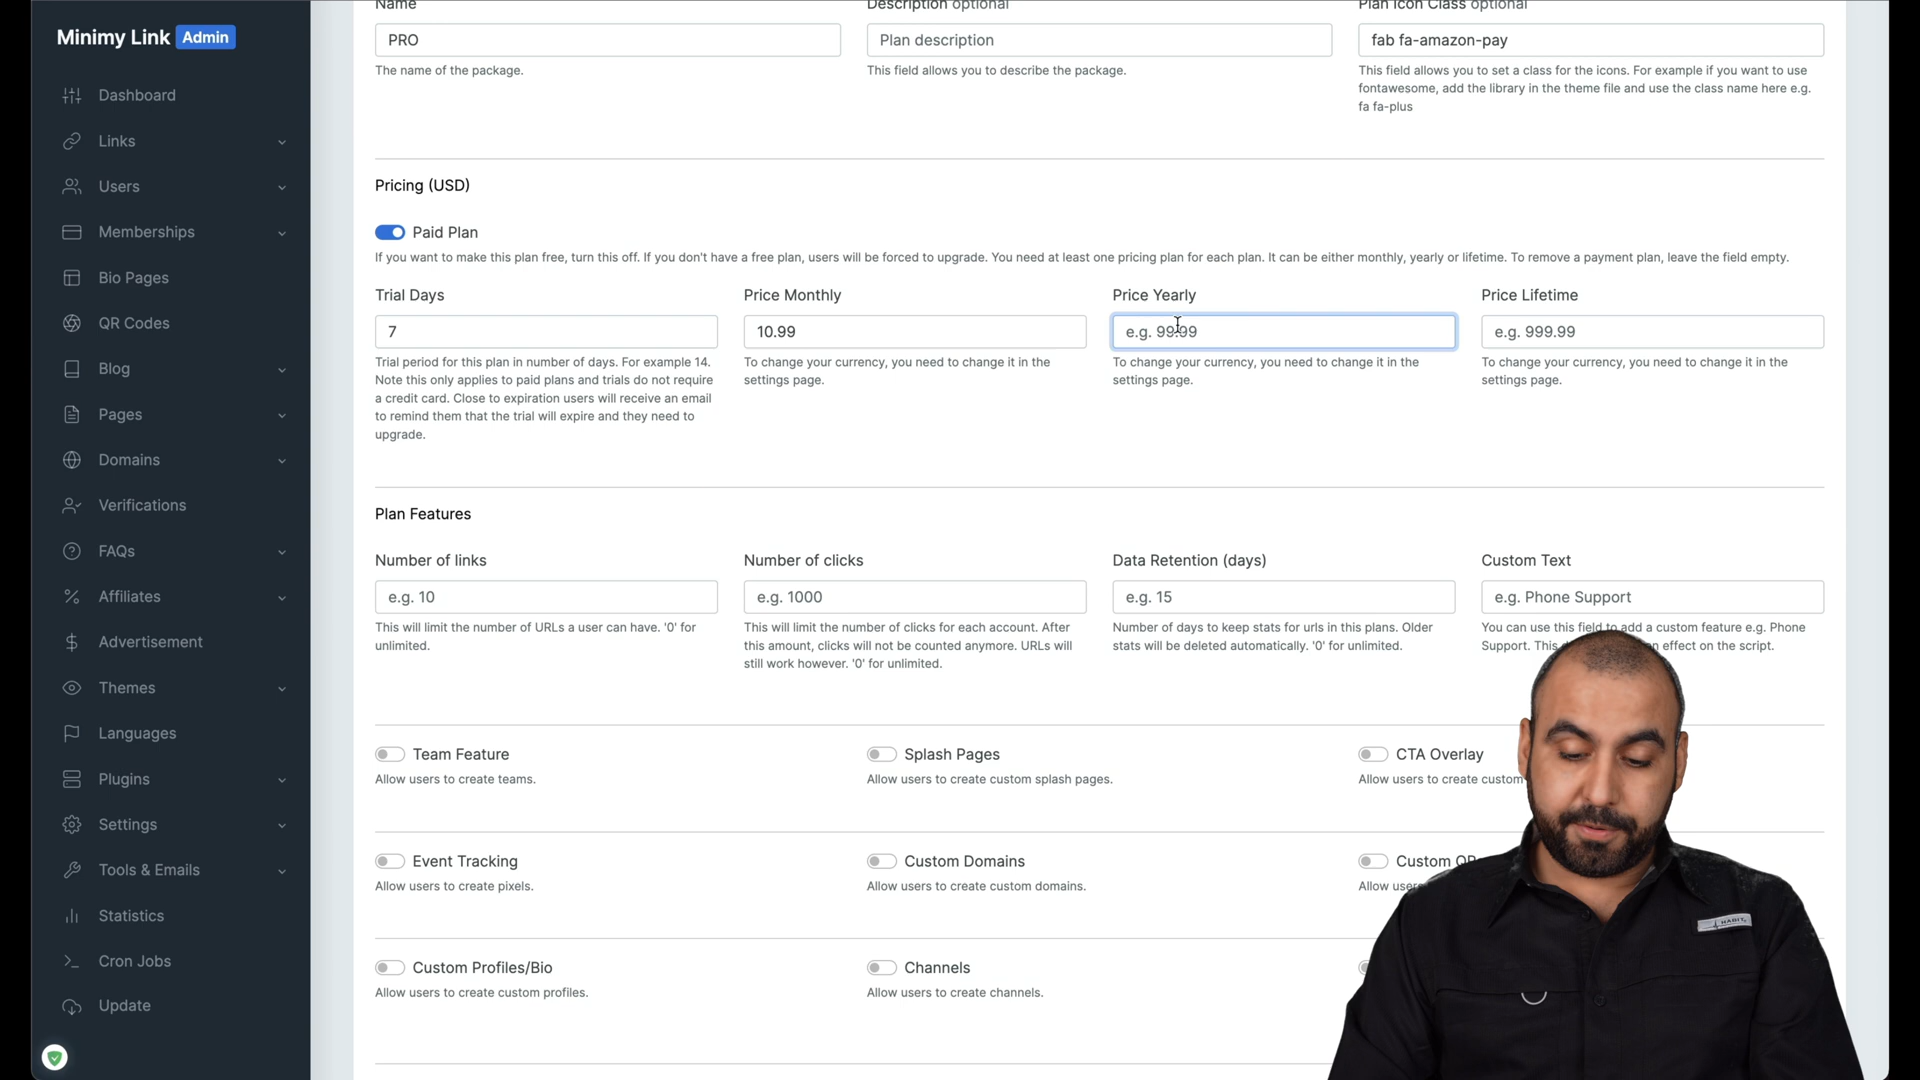 Minimy Link Admin
Dashboard
Links
Users
Memberships
Bio Pages
QR Codes
Blog
Pages
Domains
Verifications
FAQs
Affiliates
Advertisement
Themes
Languages
Plugins
Settings
Tools & Emails
Statistics
Cron Jobs
Update
Name
PRO
The name of the package.
Description optional
Plan description
This field allows you to describe the package.
Plan Icon Class optional
fab fa-amazon-pay
This field allows you to set a class for the icons. For example if you want to use
fontawesome, add the library in the theme file and use the class name here e.g.
fa fa-plus
Pricing (USD)
Paid Plan
If you want to make this plan free, turn this off. If you don't have a free plan, users will be forced to upgrade. You need at least one pricing plan for each plan. It can be either monthly, yearly or lifetime. To remove a payment plan, leave the field empty.
Trial Days
7
Trial period for this plan in number of days. For example 14.
Note this only applies to paid plans and trials do not require
a credit card. Close to expiration users will receive an email
to remind them that the trial will expire and they need to
upgrade.
Price Monthly
10.99
To change your currency, you need to change it in the
settings page.
Price Yearly
e.g. 99.99
To change your currency, you need to change it in the
settings page.
Price Lifetime
e.g. 999.99
To change your currency, you need to change it in the
settings page.
Plan Features
Number of links
e.g. 10
This will limit the number of URLs a user can have. '0' for
unlimited.
Number of clicks
e.g. 1000
This will limit the number of clicks for each account. After
this amount, clicks will not be counted anymore. URLs will
still work however. '0' for unlimited.
Data Retention (days)
e.g. 15
Number of days to keep stats for urls in this plans. Older
stats will be deleted automatically. '0' for unlimited.
Custom Text
e.g. Phone Support
You can use this field to add a custom feature e.g. Phone
Support. This effect on the script.
Team Feature
Allow users to create teams.
Splash Pages
Allow users to create custom splash pages.
CTA Overlay
Allow users to create custom
Event Tracking
Allow users to create pixels.
Custom Domains
Allow users to create custom domains.
Custom QR
Allow users
Custom Profiles/Bio
Allow users to create custom profiles.
Channels
Allow users to create channels.
HABIT